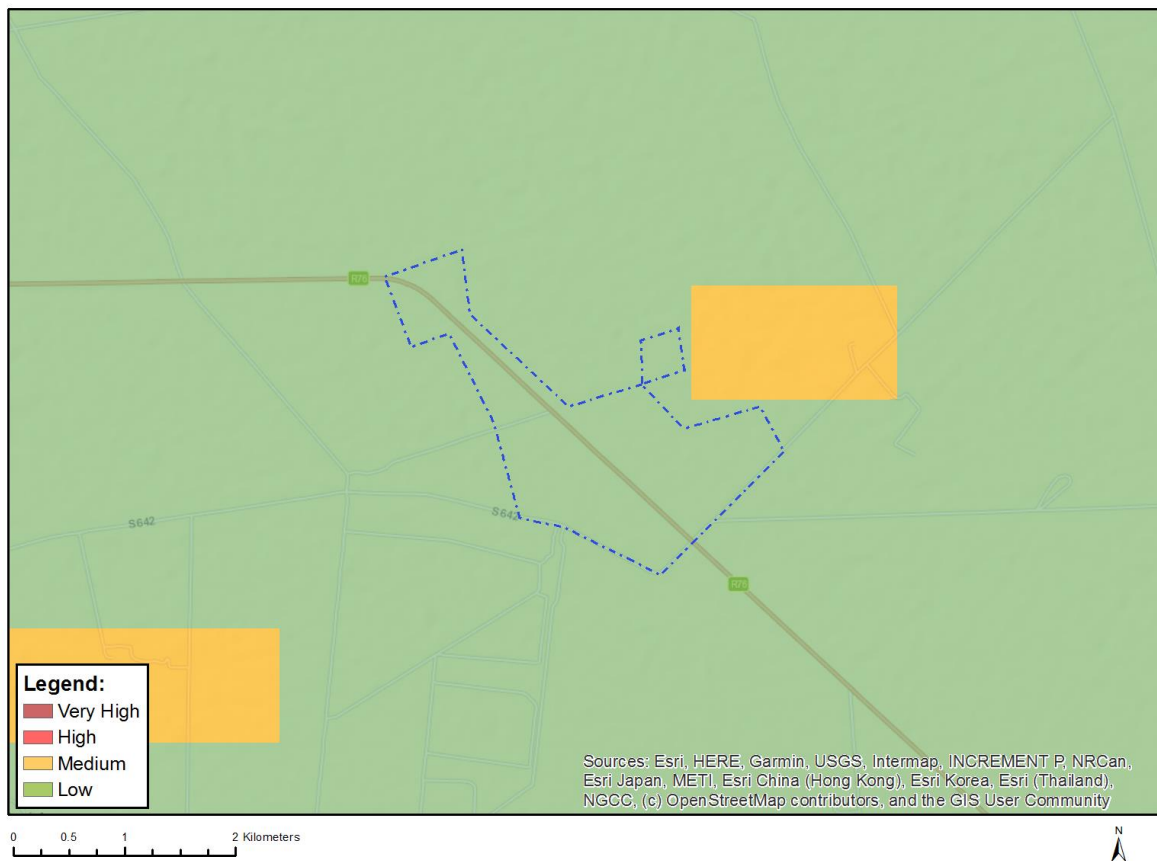 R76
S642
S642
R76
Legend:
Very High
High
Medium
Low
Sources: Esri, HERE, Garmin, USGS, Intermap, INCREMENT P, NRCan,
Esri Japan, METI, Esri China (Hong Kong), Esri Korea, Esri (Thailand),
NGCC, (c) OpenStreetMap contributors, and the GIS User Community
0 0.5 1 2 Kilometers
N